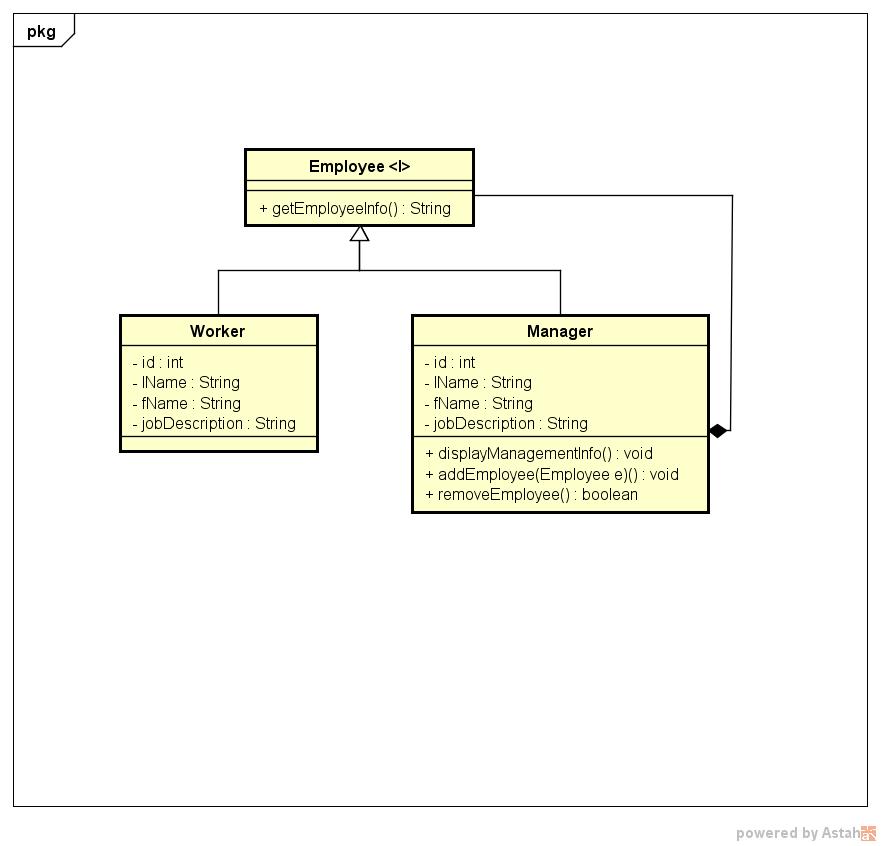 pkg
Employee <I>
+ getEmployeeInfo() : String
Worker
- id : int
- lName : String
- fName : String
- jobDescription : String
Manager
- id : int
- lName : String
- fName : String
- jobDescription : String
+ displayManagementInfo() : void
+ addEmployee(Employee e)() : void
+ removeEmployee() : boolean
powered by Astah